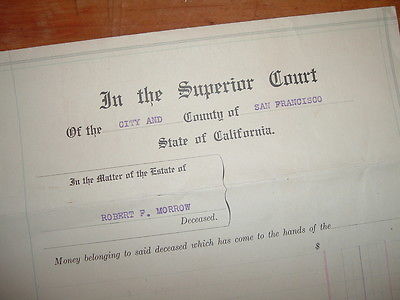 In the Superior Court
Of the CITY AND County of SAN FRANCISCO
State of California.
In the Matter of the Estate of
ROBERT F. MORROW
Deceased.
Money belonging to said deceased which has come to the hands of the
$